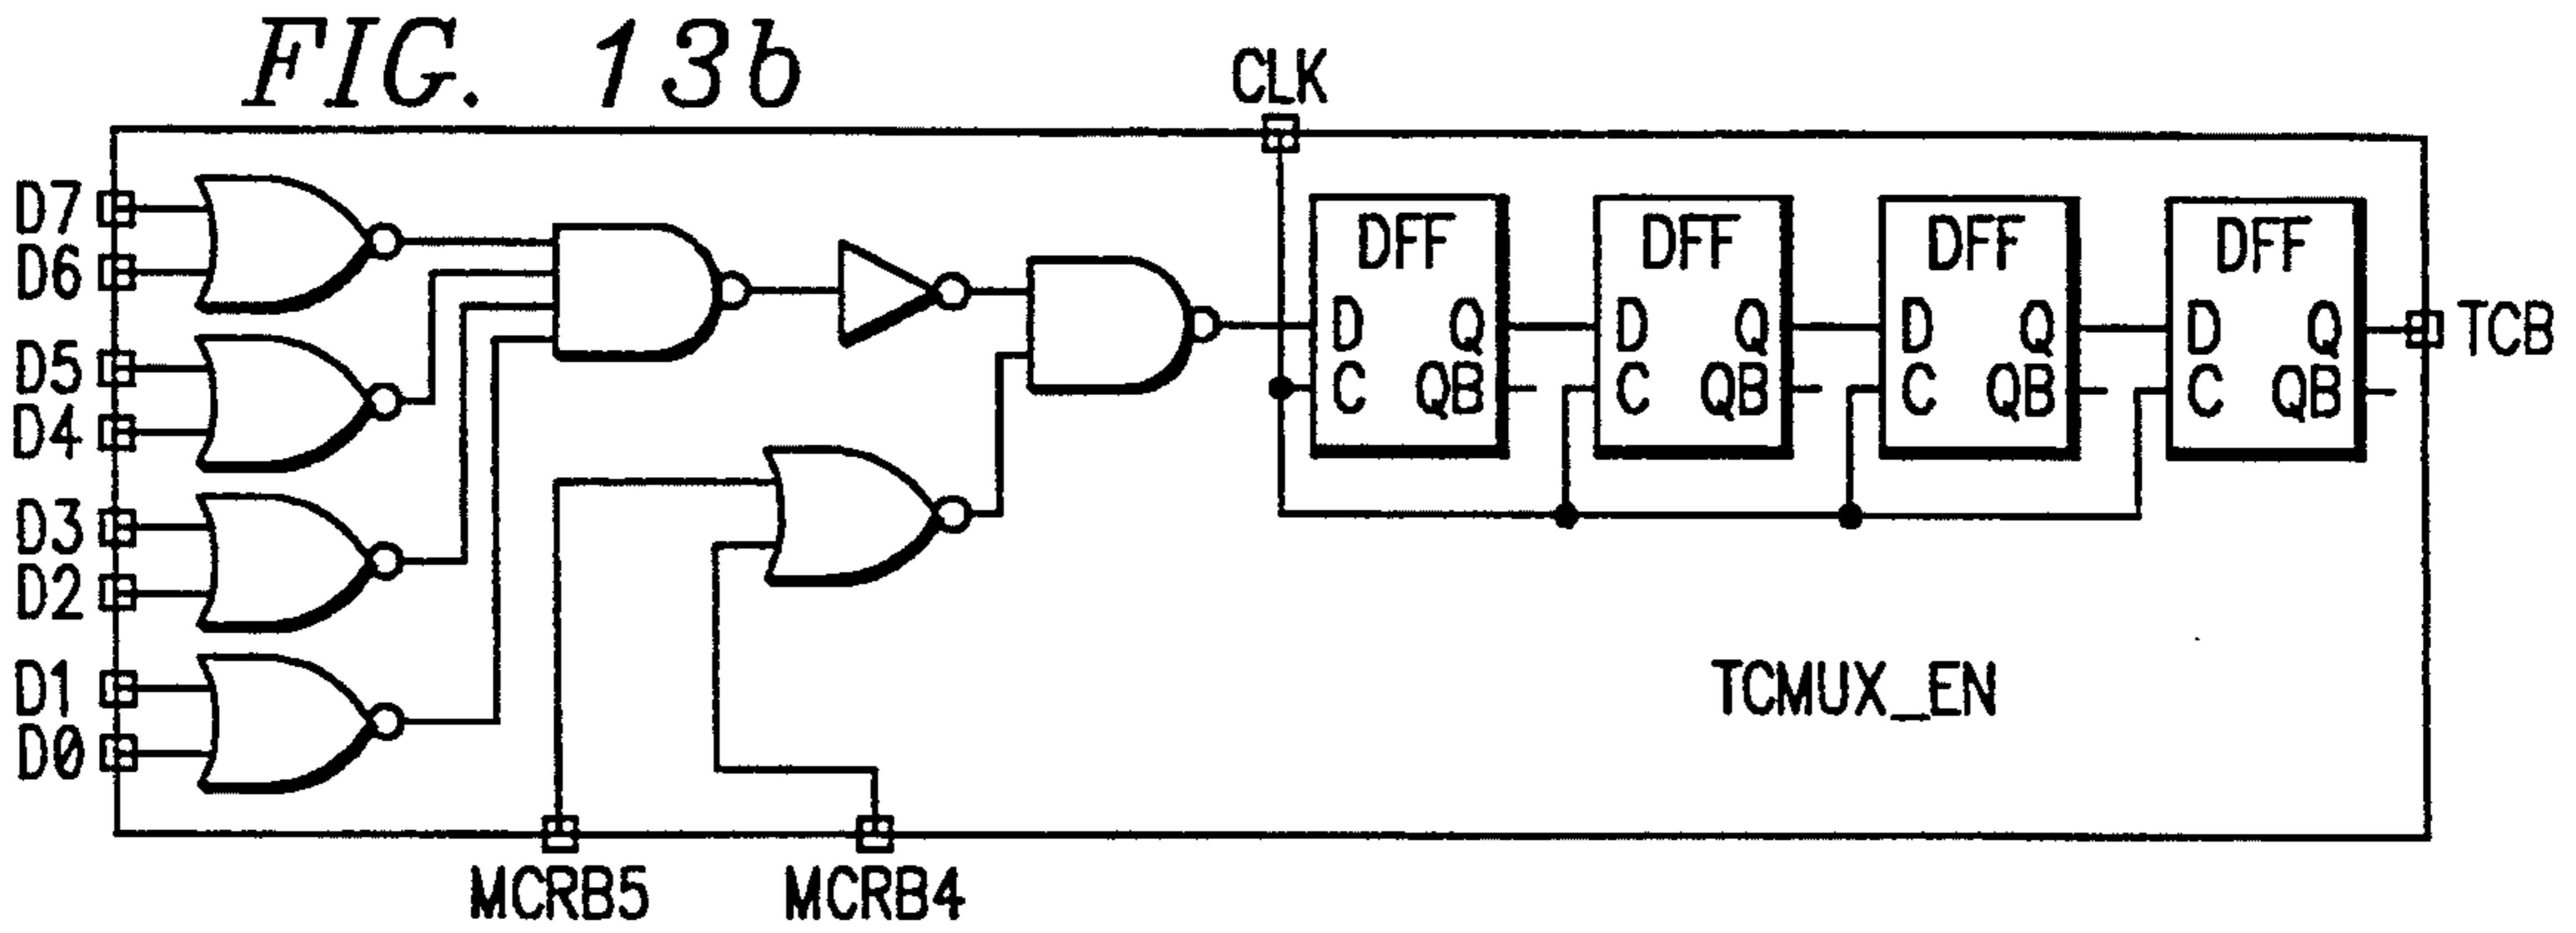 FIG. 13b
CLK
D7
D6
D5
D4
D3
D2
D1
D0
DFF
D Q
C QB
DFF
D Q
C QB
DFF
D Q
C QB
DFF
D Q
C QB
TCB
TCMUX_EN
MCRB5
MCRB4